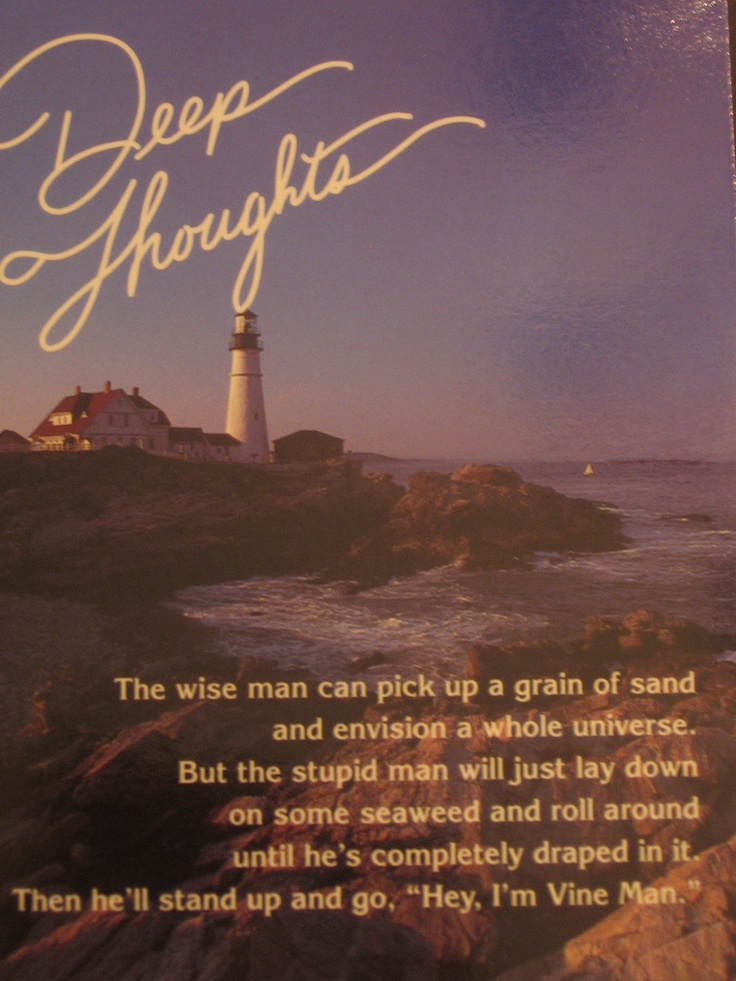 Deep
Thoughts
The wise man can pick up a grain of sand
and envision a whole universe.
But the stupid man will just lay down
on some seaweed and roll around
until he's completely draped in it.
Then he'll stand up and go, “Hey, I'm Vine Man.”